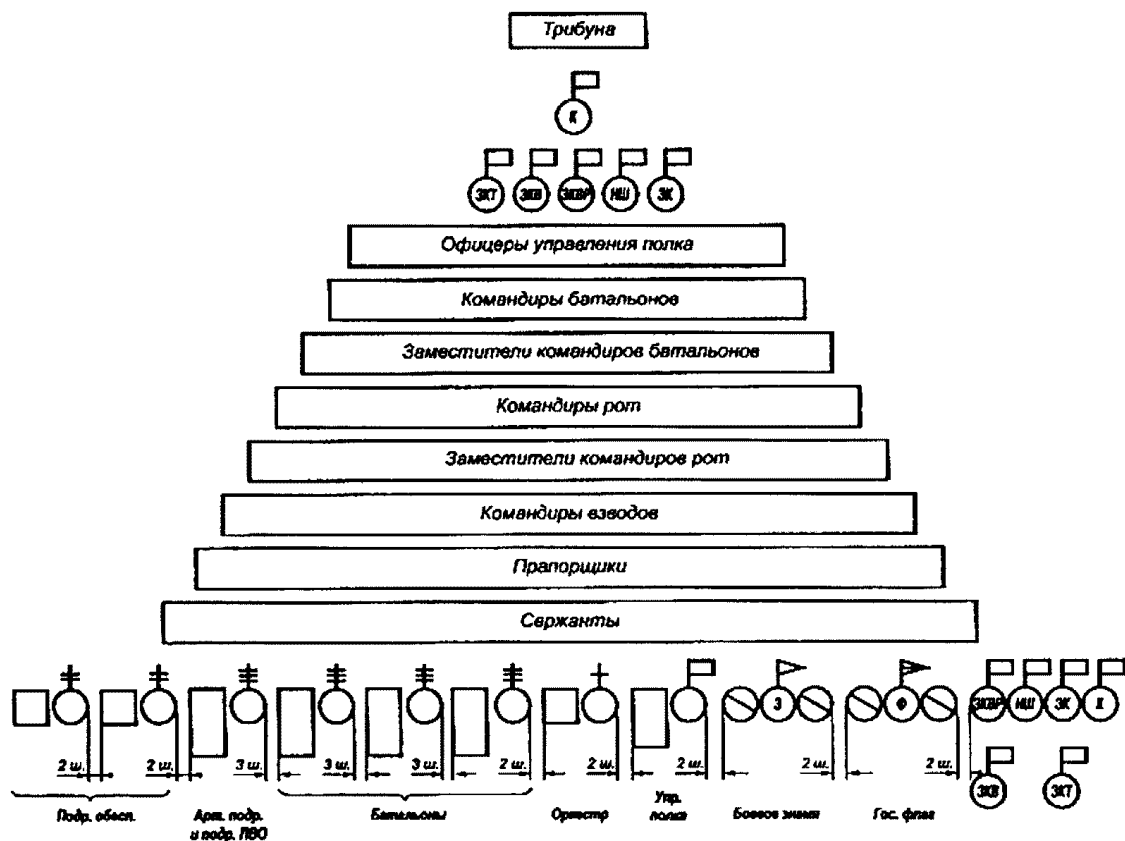 Трибуна
К
ЗКТ ЗКВ ЗКВР НШ ЗК
Офицеры управления полка
Командиры батальонов
Заместители командиров батальонов
Командиры рот
Заместители командиров рот
Командиры взводов
Прапорщики
Сержанты
З Ф ЗКВР НШ ЗК К
2 ш. 2 ш. 3 ш. 3 ш. 3 ш. 2 ш. 2 ш. 2 ш. 2 ш. 2 ш.
ЗКВ ЗКТ
Подр. обесп. Арт. подр. Батальоны Оркестр Упр. Боевое знамя Гос. флаг
и подр. ПВО полка